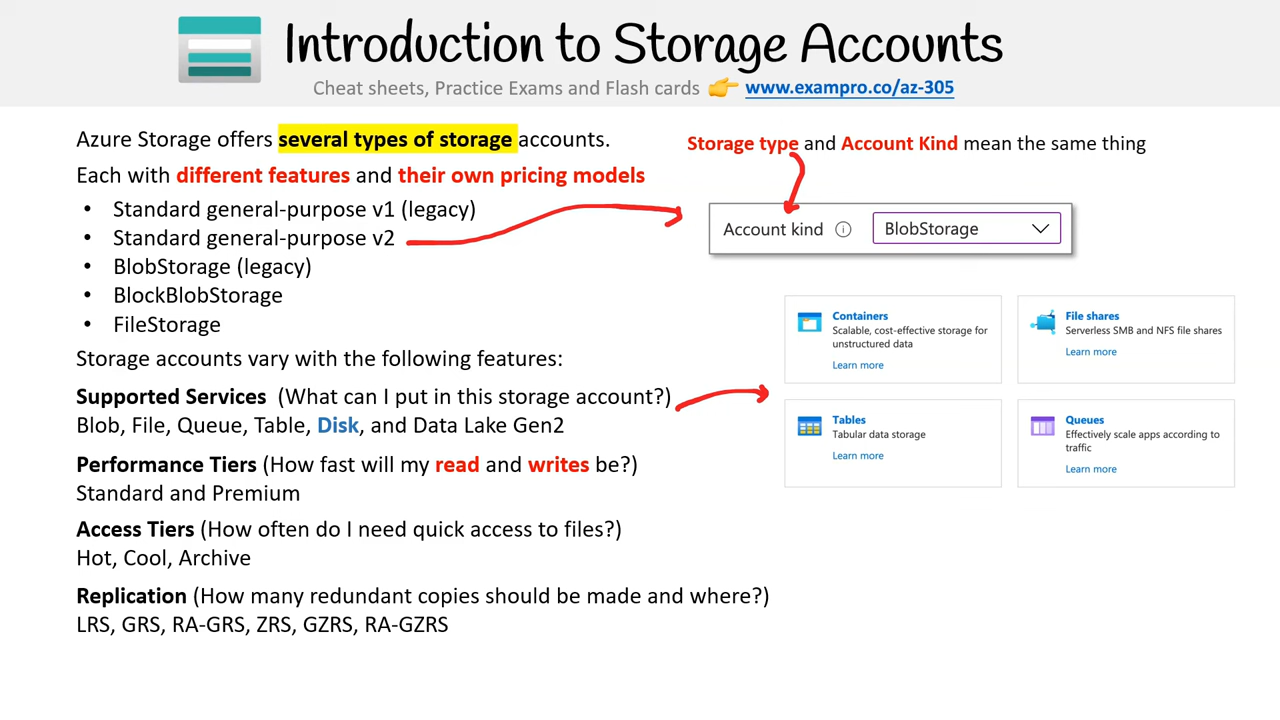 Introduction to Storage Accounts
Cheat sheets, Practice Exams and Flash cards 👉 www.exampro.co/az-305
Azure Storage offers several types of storage accounts.
Each with different features and their own pricing models
• Standard general-purpose v1 (legacy)
• Standard general-purpose v2
• BlobStorage (legacy)
• BlockBlobStorage
• FileStorage
Storage accounts vary with the following features:
Supported Services (What can I put in this storage account?)
Blob, File, Queue, Table, Disk, and Data Lake Gen2
Performance Tiers (How fast will my read and writes be?)
Standard and Premium
Access Tiers (How often do I need quick access to files?)
Hot, Cool, Archive
Replication (How many redundant copies should be made and where?)
LRS, GRS, RA-GRS, ZRS, GZRS, RA-GZRS
Storage type and Account Kind mean the same thing
Account kind BlobStorage
Containers
Scalable, cost-effective storage for
unstructured data
Learn more
File shares
Serverless SMB and NFS file shares
Learn more
Tables
Tabular data storage
Learn more
Queues
Effectively scale apps according to
traffic
Learn more